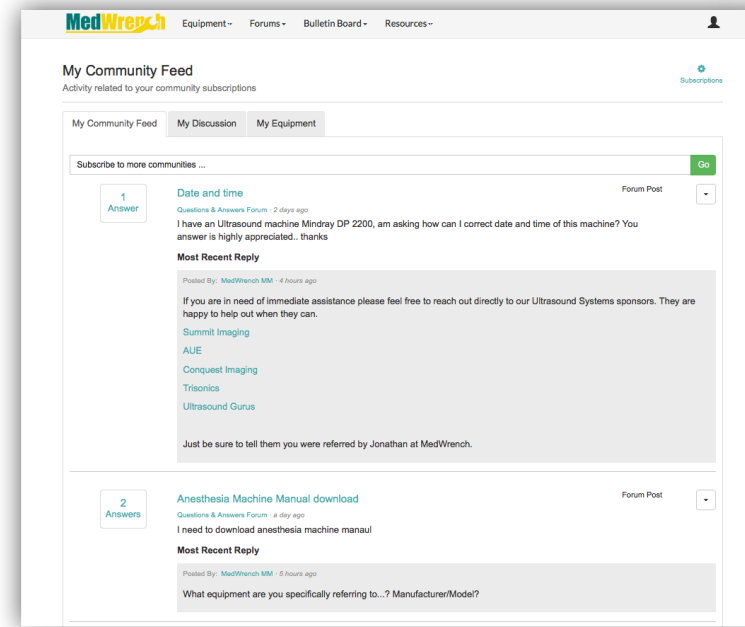 MedWrench Equipment Forums Bulletin Board Resources
My Community Feed
Subscriptions
Activity related to your community subscriptions
My Community Feed My Discussion My Equipment
Subscribe to more communities ... Go
1
Answer
Date and time
Forum Post
Questions & Answers Forum - 2 days ago
I have an Ultrasound machine Mindray DP 2200, am asking how can I correct date and time of this machine? You
answer is highly appreciated.. thanks
Most Recent Reply
Posted By: MedWrench MM - 4 hours ago
If you are in need of immediate assistance please feel free to reach out directly to our Ultrasound Systems sponsors. They are
happy to help out when they can.
Summit Imaging
AUE
Conquest Imaging
Trisonics
Ultrasound Gurus
Just be sure to tell them you were referred by Jonathan at MedWrench.
2
Answers
Anesthesia Machine Manual download
Forum Post
Questions & Answers Forum - a day ago
I need to download anesthesia machine manaul
Most Recent Reply
Posted By: MedWrench MM - 5 hours ago
What equipment are you specifically referring to...? Manufacturer/Model?